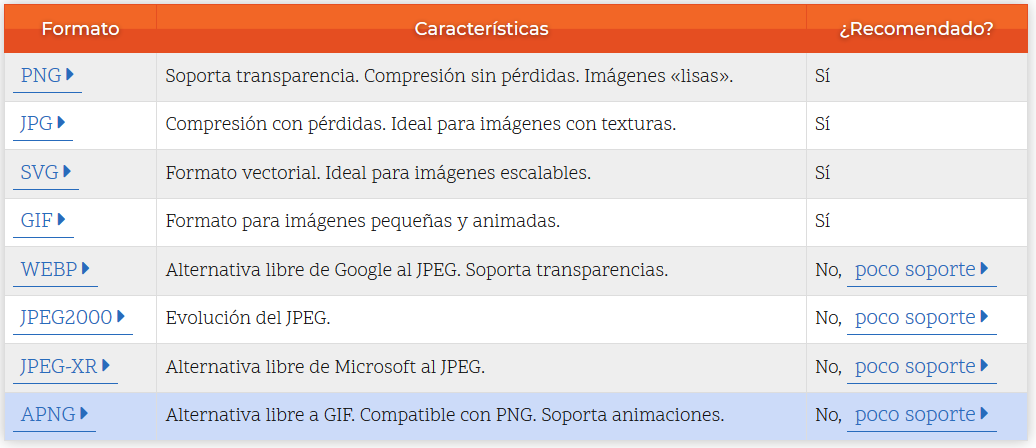 Formato Características ¿Recomendado?
PNG Soporta transparencia. Compresión sin pérdidas. Imágenes «lisas». Sí
JPG Compresión con pérdidas. Ideal para imágenes con texturas. Sí
SVG Formato vectorial. Ideal para imágenes escalables. Sí
GIF Formato para imágenes pequeñas y animadas. Sí
WEBP Alternativa libre de Google al JPEG. Soporta transparencias. No, poco soporte
JPEG2000 Evolución del JPEG. No, poco soporte
JPEG-XR Alternativa libre de Microsoft al JPEG. No, poco soporte
APNG Alternativa libre a GIF. Compatible con PNG. Soporta animaciones. No, poco soporte